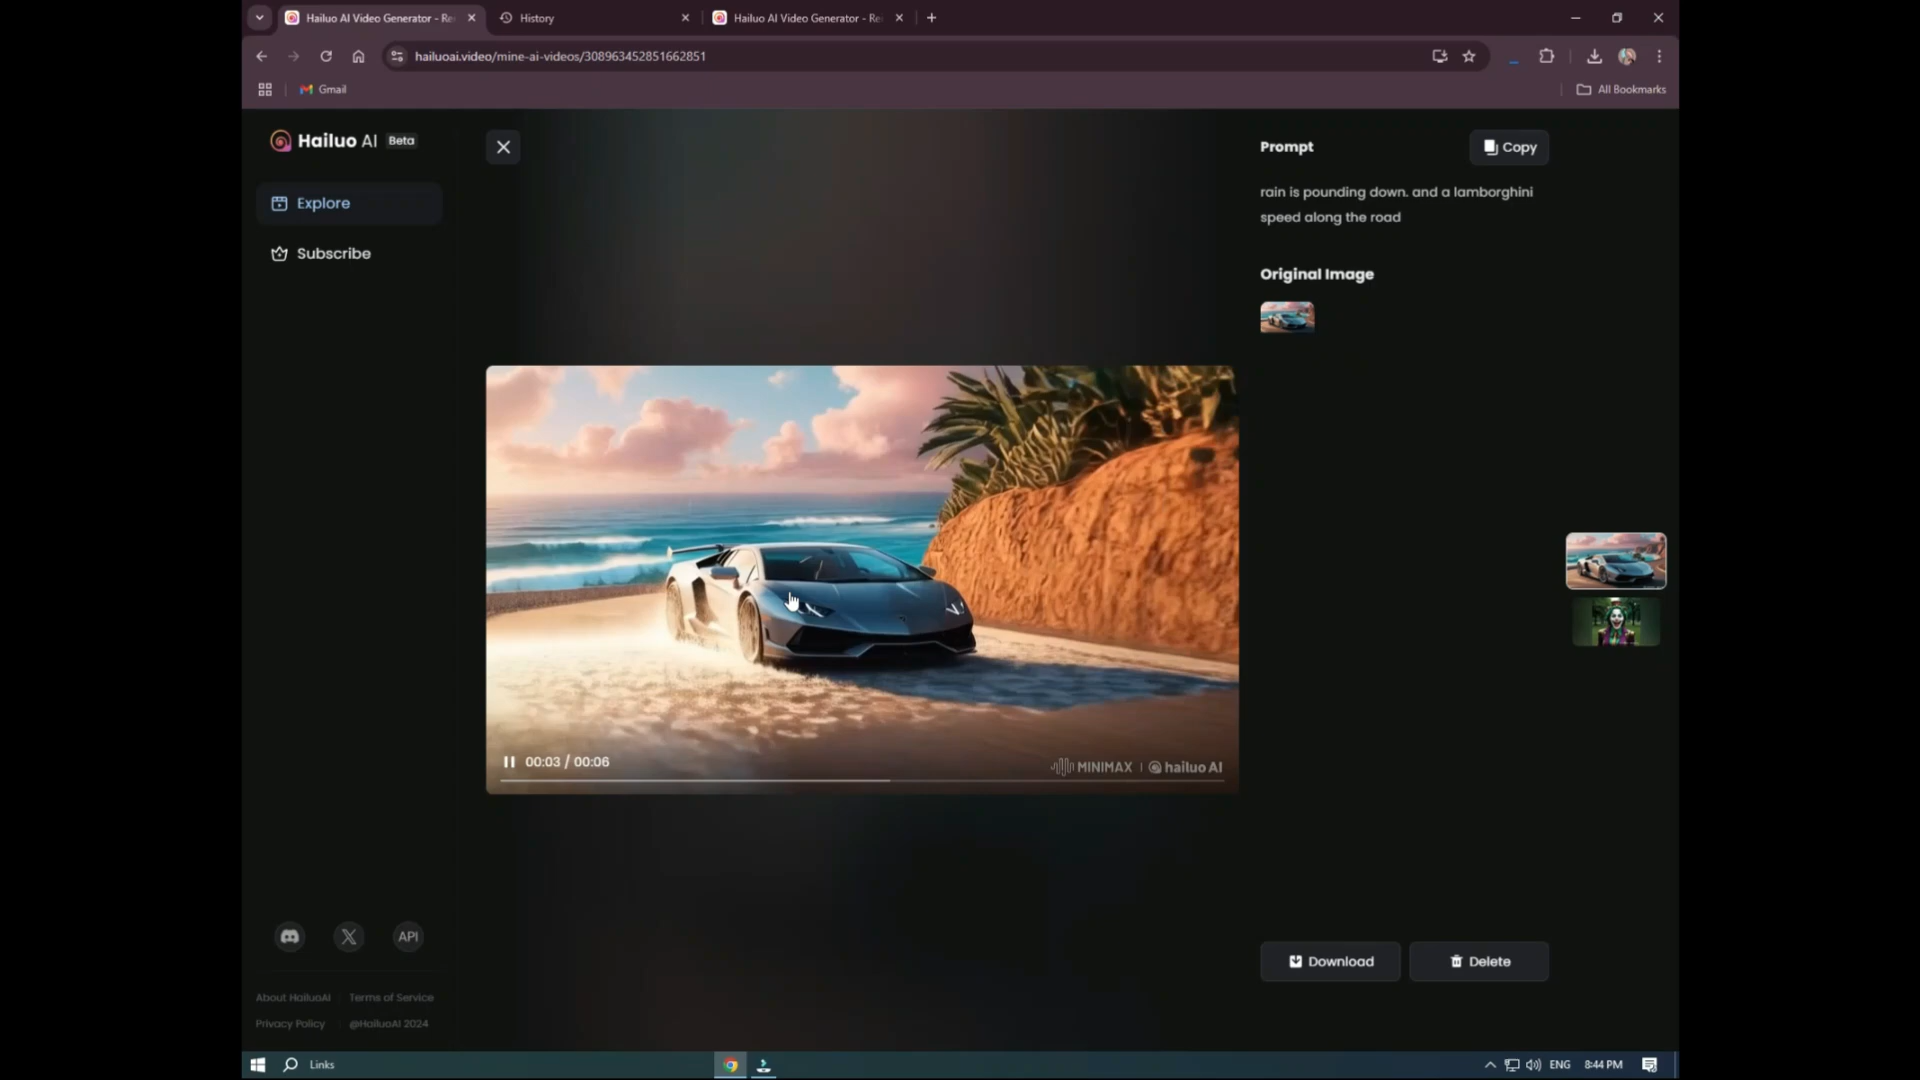 Hailuo AI Video Generator - Re
History
Hailuo AI Video Generator - Re
hailuoai.video/mine-ai-videos/308963452851662851
Gmail
All Bookmarks
Hailuo AI Beta
Explore
Subscribe
Prompt
Copy
rain is pounding down. and a lamborghini
speed along the road
Original Image
00:03 / 00:06
MINIMAX | hailuo AI
API
Download
Delete
About HailuoAI
Terms of Service
Privacy Policy
@HailuoAI 2024
Links
ENG
8:44 PM